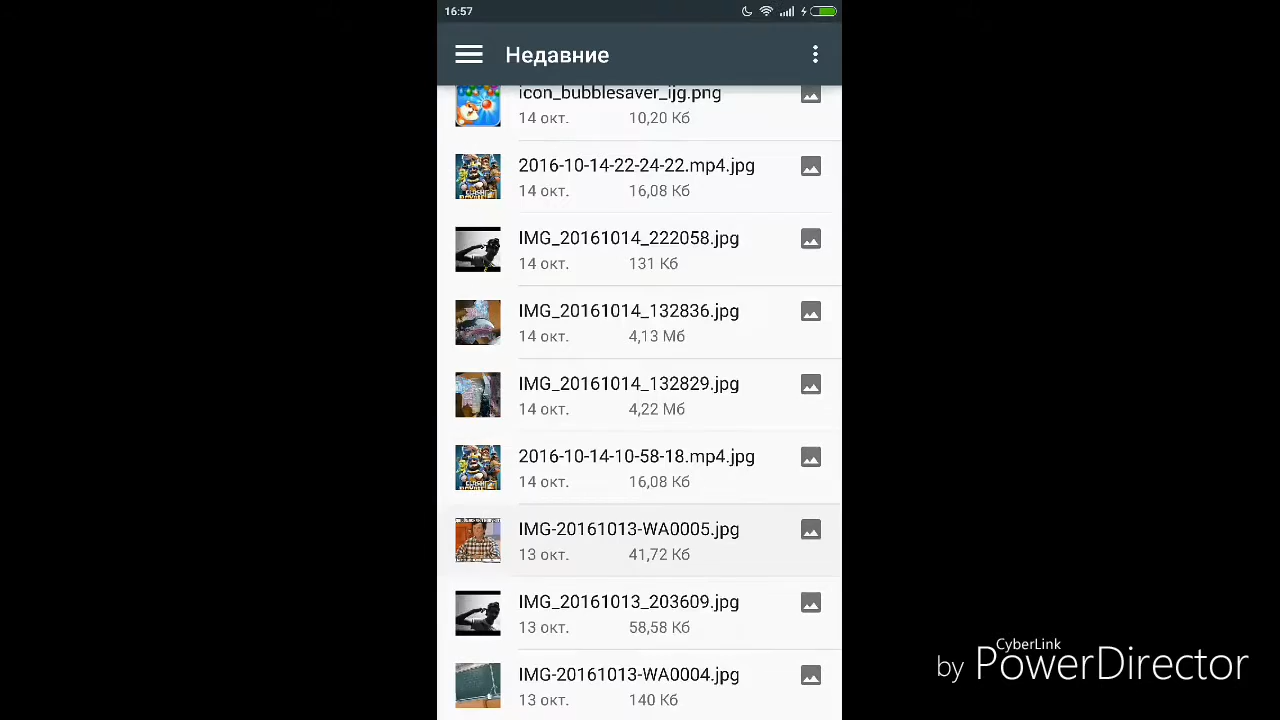 16:57
Недавние
icon_bubblesaver_ijg.png
14 окт. 10,20 Кб
2016-10-14-22-24-22.mp4.jpg
14 окт. 16,08 Кб
IMG_20161014_222058.jpg
14 окт. 131 Кб
IMG_20161014_132836.jpg
14 окт. 4,13 Мб
IMG_20161014_132829.jpg
14 окт. 4,22 Мб
2016-10-14-10-58-18.mp4.jpg
14 окт. 16,08 Кб
IMG-20161013-WA0005.jpg
13 окт. 41,72 Кб
IMG_20161013_203609.jpg
13 окт. 58,58 Кб
IMG-20161013-WA0004.jpg
13 окт. 140 Кб
CyberLink
by PowerDirector